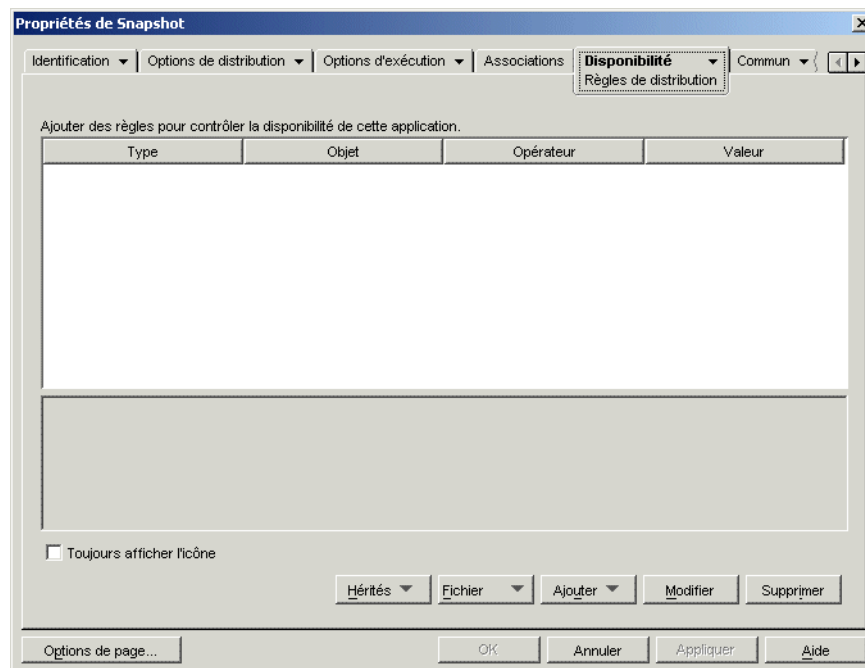 Propriétés de Snapshot
Identification Options de distribution Options d'exécution Associations Disponibilité Commun
Règles de distribution
Ajouter des règles pour contrôler la disponibilité de cette application.
Type Objet Opérateur Valeur
Toujours afficher l'icône
Hérités Fichier Ajouter Modifier Supprimer
Options de page... OK Annuler Appliquer Aide